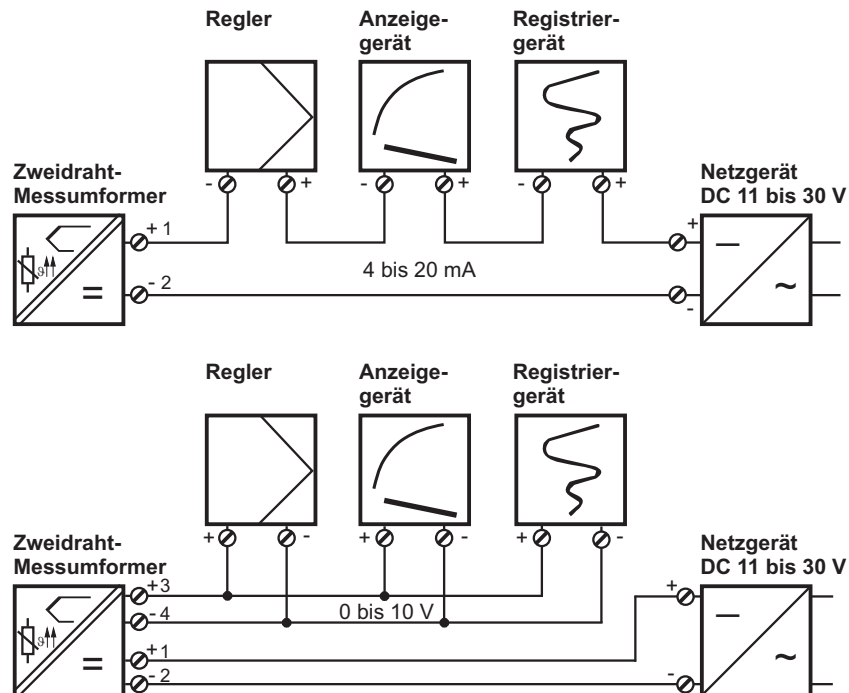 Regler
Anzeige-
gerät
Registrier-
gerät
Zweidraht-
Messumformer
Netzgerät
DC 11 bis 30 V
- + - + - +
+ 1
+
ϑ
=
4 bis 20 mA
- 2
-
~
Regler
Anzeige-
gerät
Registrier-
gerät
Zweidraht-
Messumformer
Netzgerät
DC 11 bis 30 V
+ - + - + -
+3
+
- 4
0 bis 10 V
ϑ
=
+1
- 2
-
~